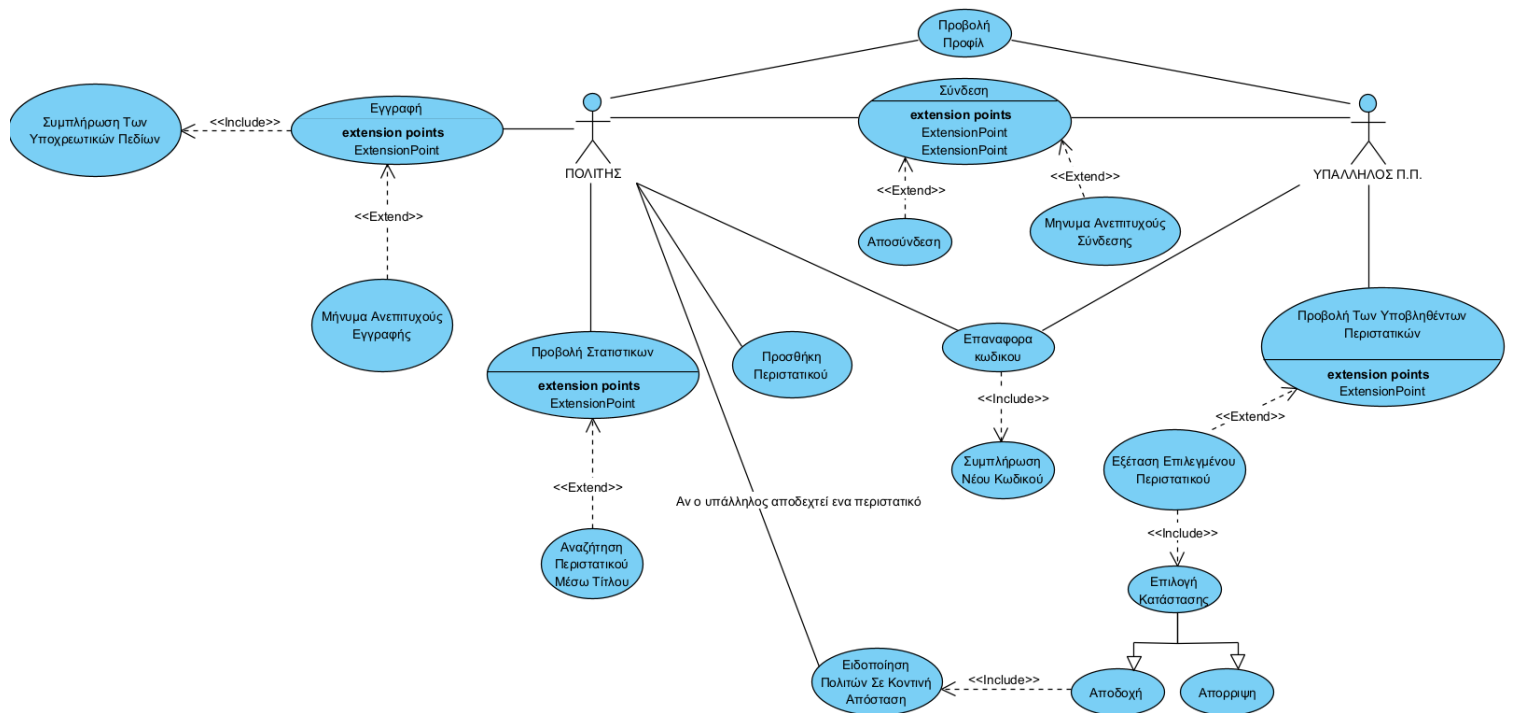 Προβολή
Προφίλ
Συμπλήρωση Των
Υποχρεωτικών Πεδίων
<<Include>>
Εγγραφή
extension points
ExtensionPoint
Σύνδεση
extension points
ExtensionPoint
ExtensionPoint
ΠΟΛΙΤΗΣ
ΥΠΑΛΛΗΛΟΣ Π.Π.
<<Extend>>
<<Extend>>
<<Extend>>
Αποσύνδεση
Μηνυμα Ανεπιτυχούς
Σύνδεσης
Μήνυμα Ανεπιτυχούς
Εγγραφής
Προβολή Στατιστικων
extension points
ExtensionPoint
Προσθήκη
Περιστατικού
Επαναφορα
κωδικου
Προβολή Των Υποβληθέντων
Περιστατικών
extension points
ExtensionPoint
<<Include>>
<<Extend>>
Συμπλήρωση
Νέου Κωδικού
Εξέταση Επιλεγμένου
Περιστατικού
<<Extend>>
Αν ο υπάλληλος αποδεχτεί ενα περιστατικό
<<Include>>
Αναζήτηση
Περιστατικού
Μέσω Τίτλου
Επιλογή
Κατάστασης
Ειδοποίηση
Πολιτών Σε Κοντινή
Απόσταση
<<Include>>
Αποδοχή
Απορριψη